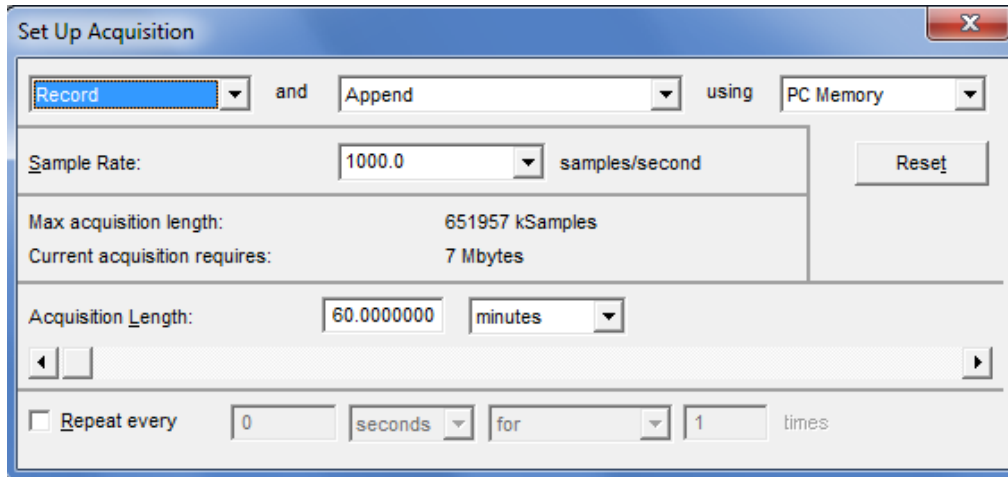 Set Up Acquisition
Record and Append using PC Memory
Sample Rate: 1000.0 samples/second Reset
Max acquisition length: 651957 kSamples
Current acquisition requires: 7 Mbytes
Acquisition Length: 60.0000000 minutes
Repeat every 0 seconds for 1 times